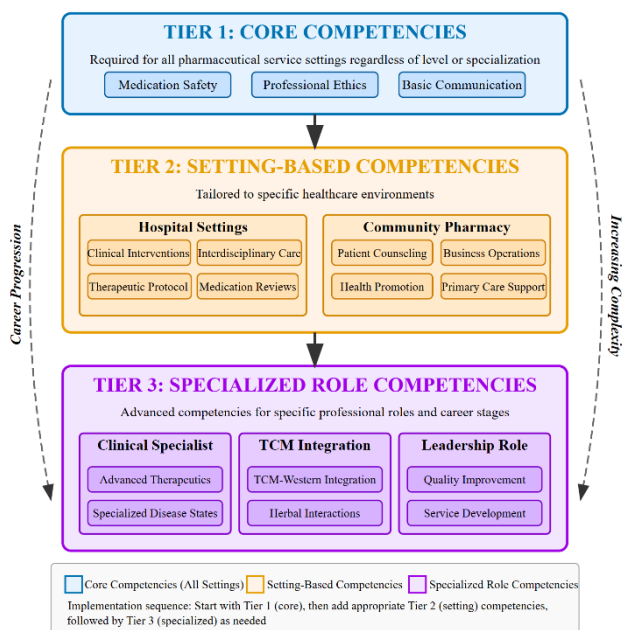 TIER 1: CORE COMPETENCIES
Required for all pharmaceutical service settings regardless of level or specialization
Medication Safety
Professional Ethics
Basic Communication
TIER 2: SETTING-BASED COMPETENCIES
Tailored to specific healthcare environments
Hospital Settings
Clinical Interventions
Interdisciplinary Care
Therapeutic Protocol
Medication Reviews
Community Pharmacy
Patient Counseling
Business Operations
Health Promotion
Primary Care Support
Career Progression
Increasing Complexity
TIER 3: SPECIALIZED ROLE COMPETENCIES
Advanced competencies for specific professional roles and career stages
Clinical Specialist
Advanced Therapeutics
Specialized Disease States
TCM Integration
TCM-Western Integration
Herbal Interactions
Leadership Role
Quality Improvement
Service Development
Core Competencies (All Settings)
Setting-Based Competencies
Specialized Role Competencies
Implementation sequence: Start with Tier 1 (core), then add appropriate Tier 2 (setting) competencies,
followed by Tier 3 (specialized) as needed